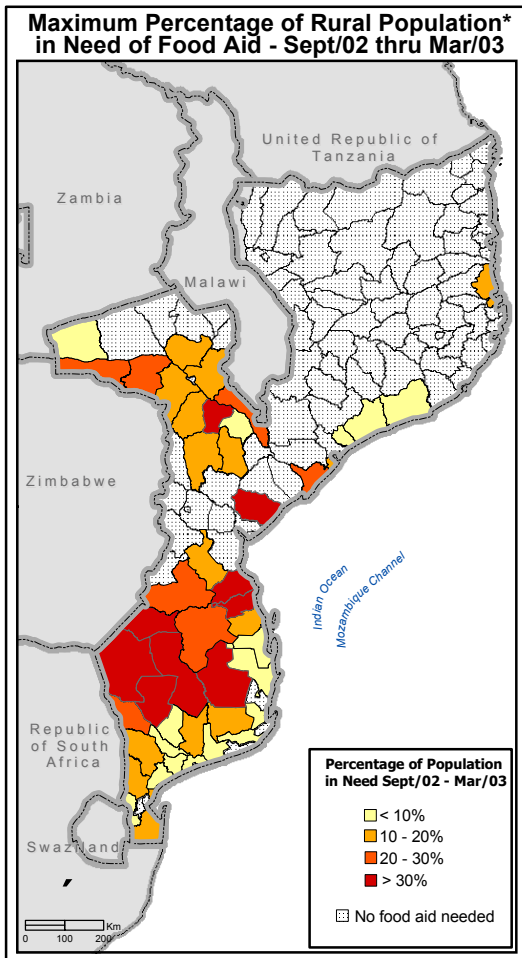 Maximum Percentage of Rural Population*
in Need of Food Aid - Sept/02 thru Mar/03
United Republic of
Tanzania
Zambia
Malawi
Zimbabwe
Indian Ocean
Mozambique Channel
Republic
of South
Africa
Swaziland
Percentage of Population
in Need Sept/02 - Mar/03
< 10%
10 - 20%
20 - 30%
> 30%
No food aid needed
0 100 200 Km